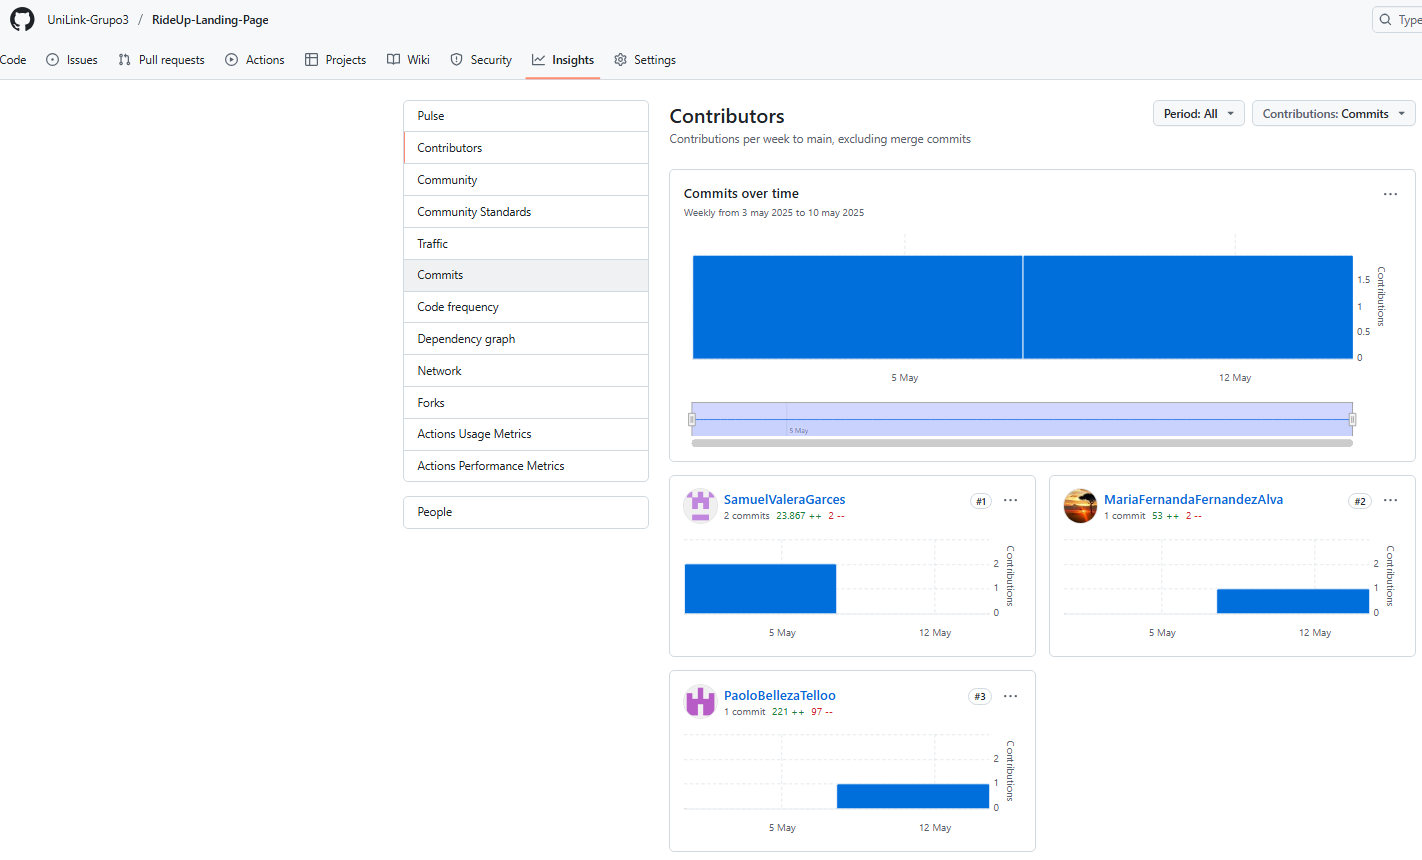 UniLink-Grupo3 / RideUp-Landing-Page
Type
Code Issues Pull requests Actions Projects Wiki Security Insights Settings
Pulse
Contributors
Community
Community Standards
Traffic
Commits
Code frequency
Dependency graph
Network
Forks
Actions Usage Metrics
Actions Performance Metrics
People
Contributors
Period: All
Contributions: Commits
Contributions per week to main, excluding merge commits
Commits over time
Weekly from 3 may 2025 to 10 may 2025
1.5
1
0.5
0
Contributions
5 May 12 May
5 May
SamuelValeraGarces #1
2 commits 23.867 ++ 2 --
2
1
0
Contributions
5 May 12 May
MariaFernandaFernandezAlva #2
1 commit 53 ++ 2 --
2
1
0
Contributions
5 May 12 May
PaoloBellezaTelloo #3
1 commit 221 ++ 97 --
2
1
0
Contributions
5 May 12 May